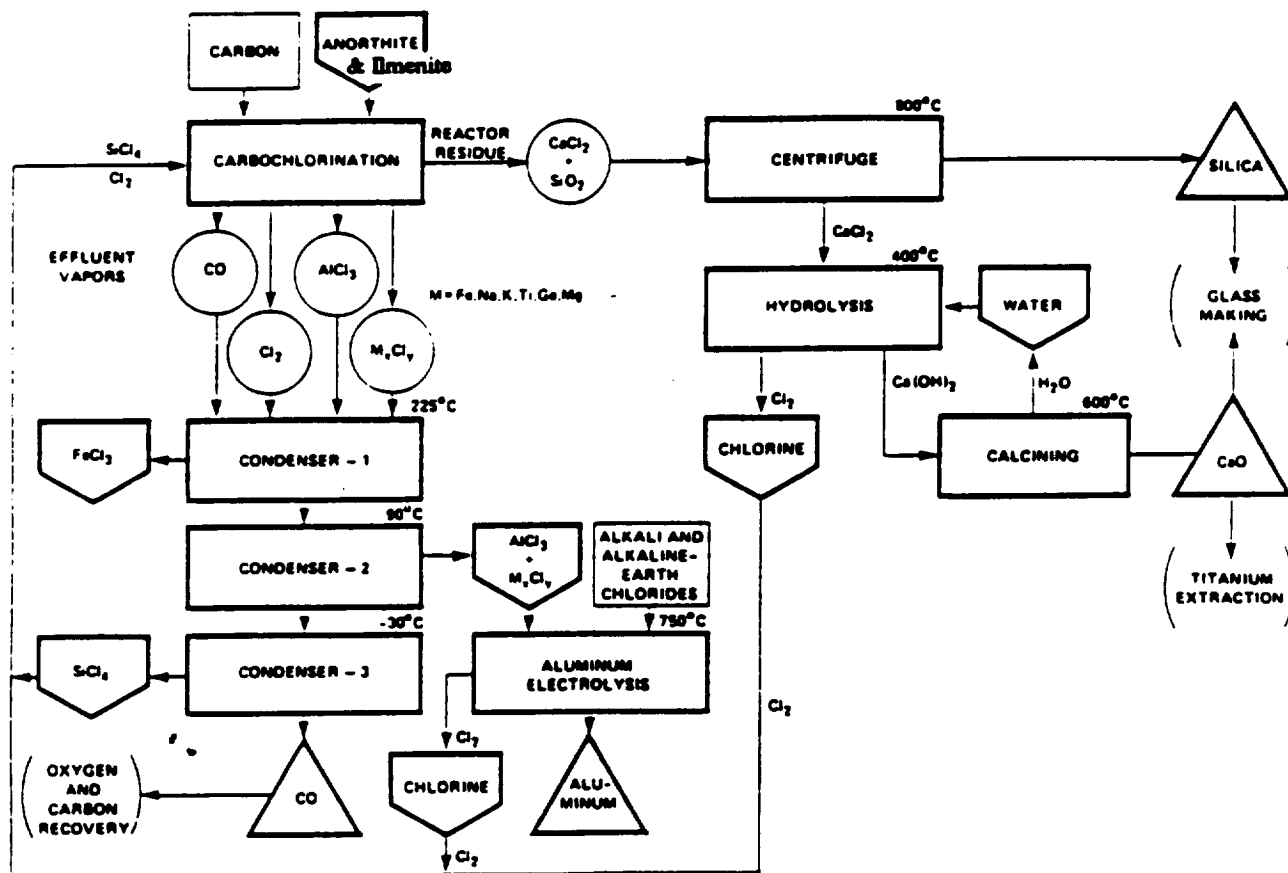 CARBON
ANORTHITE
& Ilmenite
SiCl4
Cl2
CARBOCHLORINATION
REACTOR
RESIDUE
CaCl2
+
SiO2
800°C
CENTRIFUGE
SILICA
EFFLUENT
VAPORS
CO
Cl2
AlCl3
MxCly
M = Fe, Na, K, Ti, Ga, Mg
CaCl2
400°C
HYDROLYSIS
WATER
GLASS
MAKING
Cl2
Ca(OH)2
H2O
600°C
CHLORINE
CALCINING
CaO
225°C
FeCl3
CONDENSER - 1
90°C
CONDENSER - 2
AlCl3
+
MxCly
ALKALI AND
ALKALINE-
EARTH
CHLORIDES
TITANIUM
EXTRACTION
-30°C
750°C
SiCl4
CONDENSER - 3
ALUMINUM
ELECTROLYSIS
Cl2
Cl2
OXYGEN
AND
CARBON
RECOVERY
CO
CHLORINE
ALU-
MINUM
Cl2